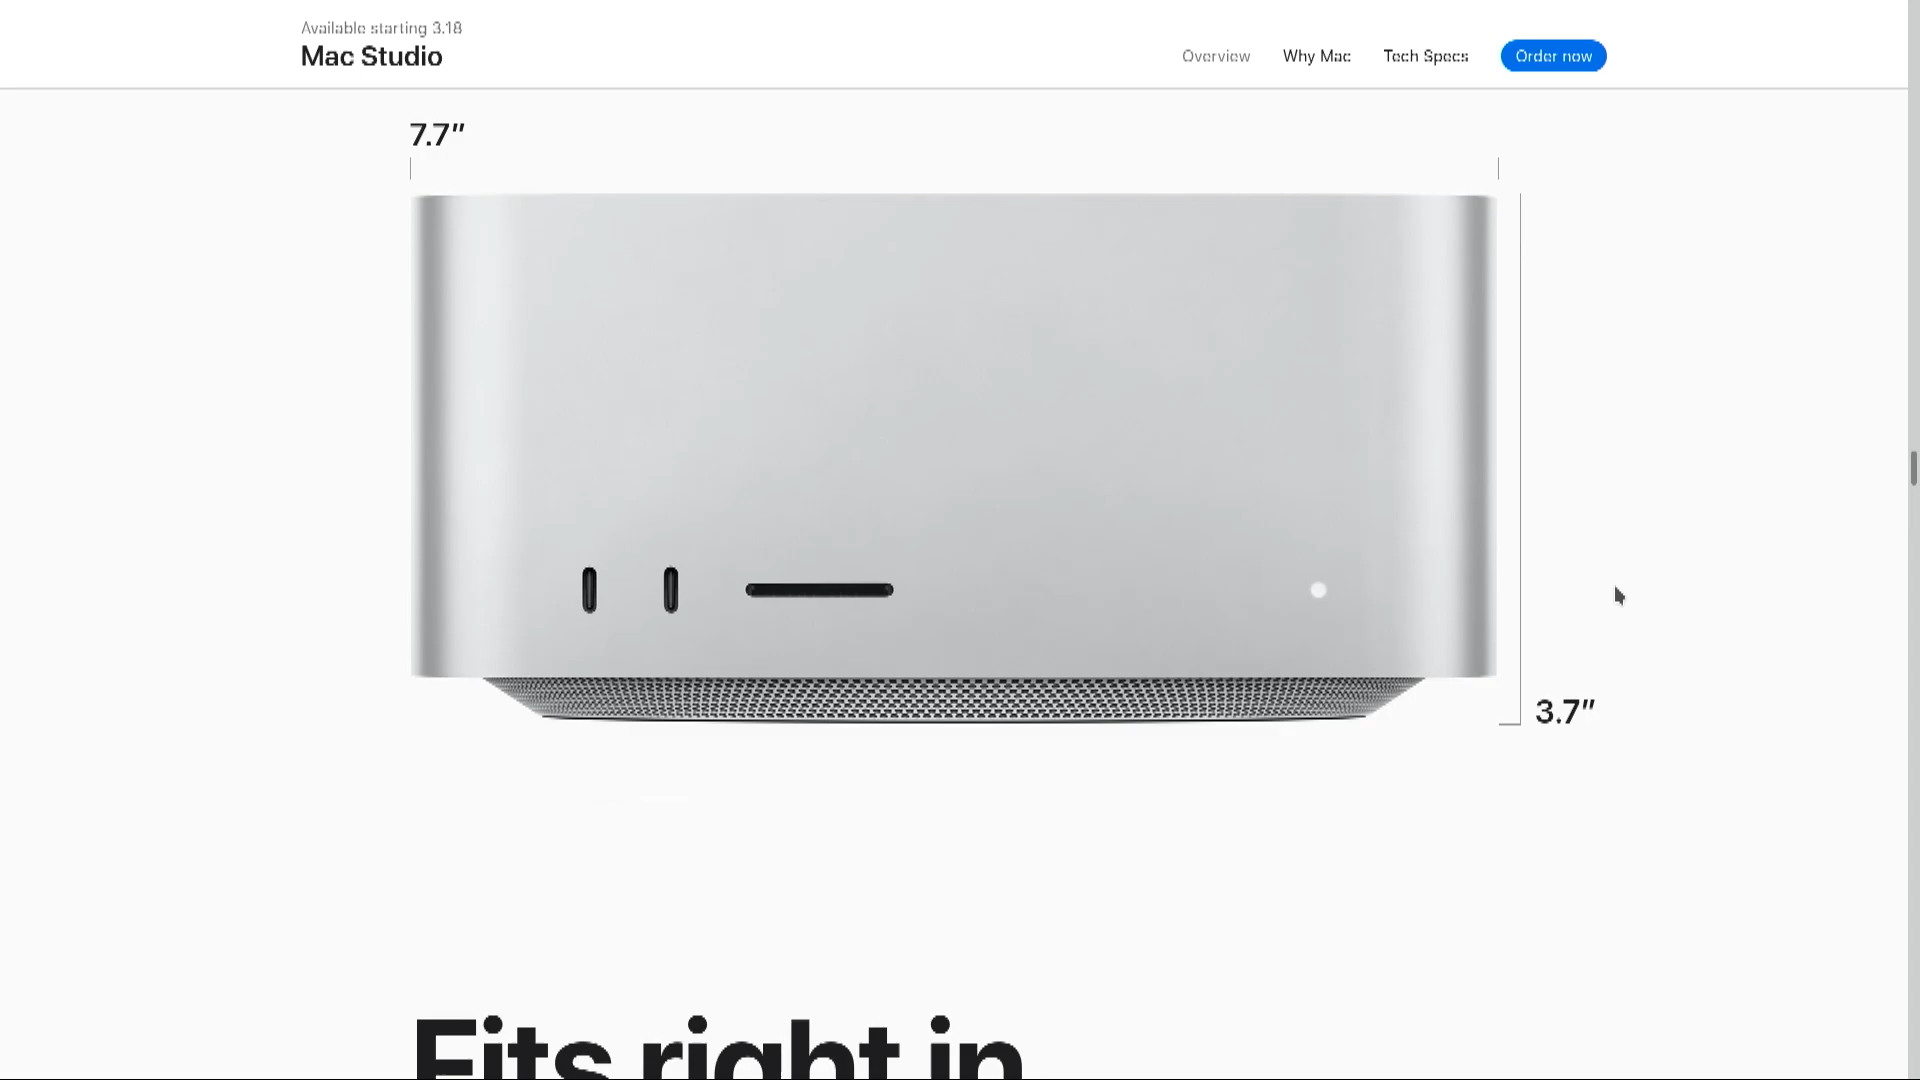 Available starting 3.18
Mac Studio
Overview Why Mac Tech Specs Order now
7.7″
3.7″
Fits right in